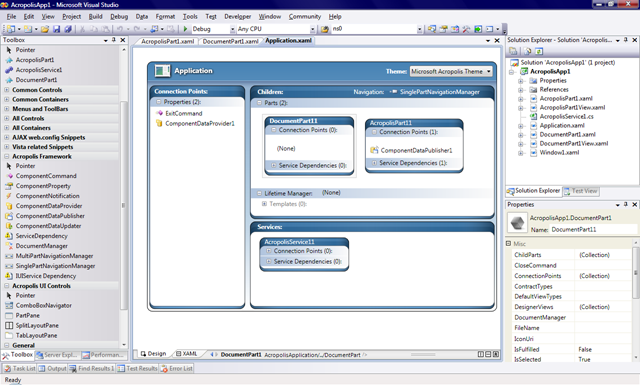 AcropolisApp1 - Microsoft Visual Studio
File Edit View Project Build Debug Data Format Tools Test Developer Window Community Help
Debug Any CPU ns0
Toolbox
Pointer
AcropolisPart1
AcropolisService1
DocumentPart1
Common Controls
Common Containers
Menus and ToolBars
All Controls
All Containers
AJAX web.config Snippets
Vista related Snippets
Acropolis Framework
Pointer
ComponentCommand
ComponentProperty
ComponentNotification
ComponentDataProvider
ComponentDataPublisher
ComponentDataUpdater
ServiceDependency
DocumentManager
MultiPartNavigationManager
SinglePartNavigationManager
IUIService Dependency
Acropolis UI Controls
Pointer
ComboBoxNavigator
PartPane
SplitLayoutPane
TabLayoutPane
General
Toolbox Server Expl... Performan...
AcropolisPart1.xaml DocumentPart1.xaml Application.xaml
Application
Theme: Microsoft Acropolis Theme
Connection Points:
Properties (2):
ExitCommand
ComponentDataProvider1
Children: Navigation: SinglePartNavigationManager
Parts (2):
DocumentPart11
Connection Points (0):
(None)
Service Dependencies (0):
AcropolisPart11
Connection Points (1):
ComponentDataPublisher1
Service Dependencies (1):
Lifetime Manager: (None)
Templates (0):
Services:
AcropolisService11
Connection Points (0):
Service Dependencies (0):
Design XAML DocumentPart1 AcropolisApplication/.../DocumentPart
Solution Explorer - Solution 'Acropolis...
Solution 'AcropolisApp1' (1 project)
AcropolisApp1
Properties
References
AcropolisPart1.xaml
AcropolisPart1View.xaml
AcropolisService1.cs
Application.xaml
DocumentPart1.xaml
DocumentPart1View.xaml
Window1.xaml
Solution Explorer Test View
Properties
AcropolisApp1.DocumentPart1
Name: DocumentPart11
Misc
ChildParts (Collection)
CloseCommand
ConnectionPoints (Collection)
ContractTypes
DefaultViewTypes
DesignerViews (Collection)
DocumentManager
FileName
IconUri
IsFulfilled False
IsSelected True
Task List Output Find Results 1 Test Results Error List
Ready